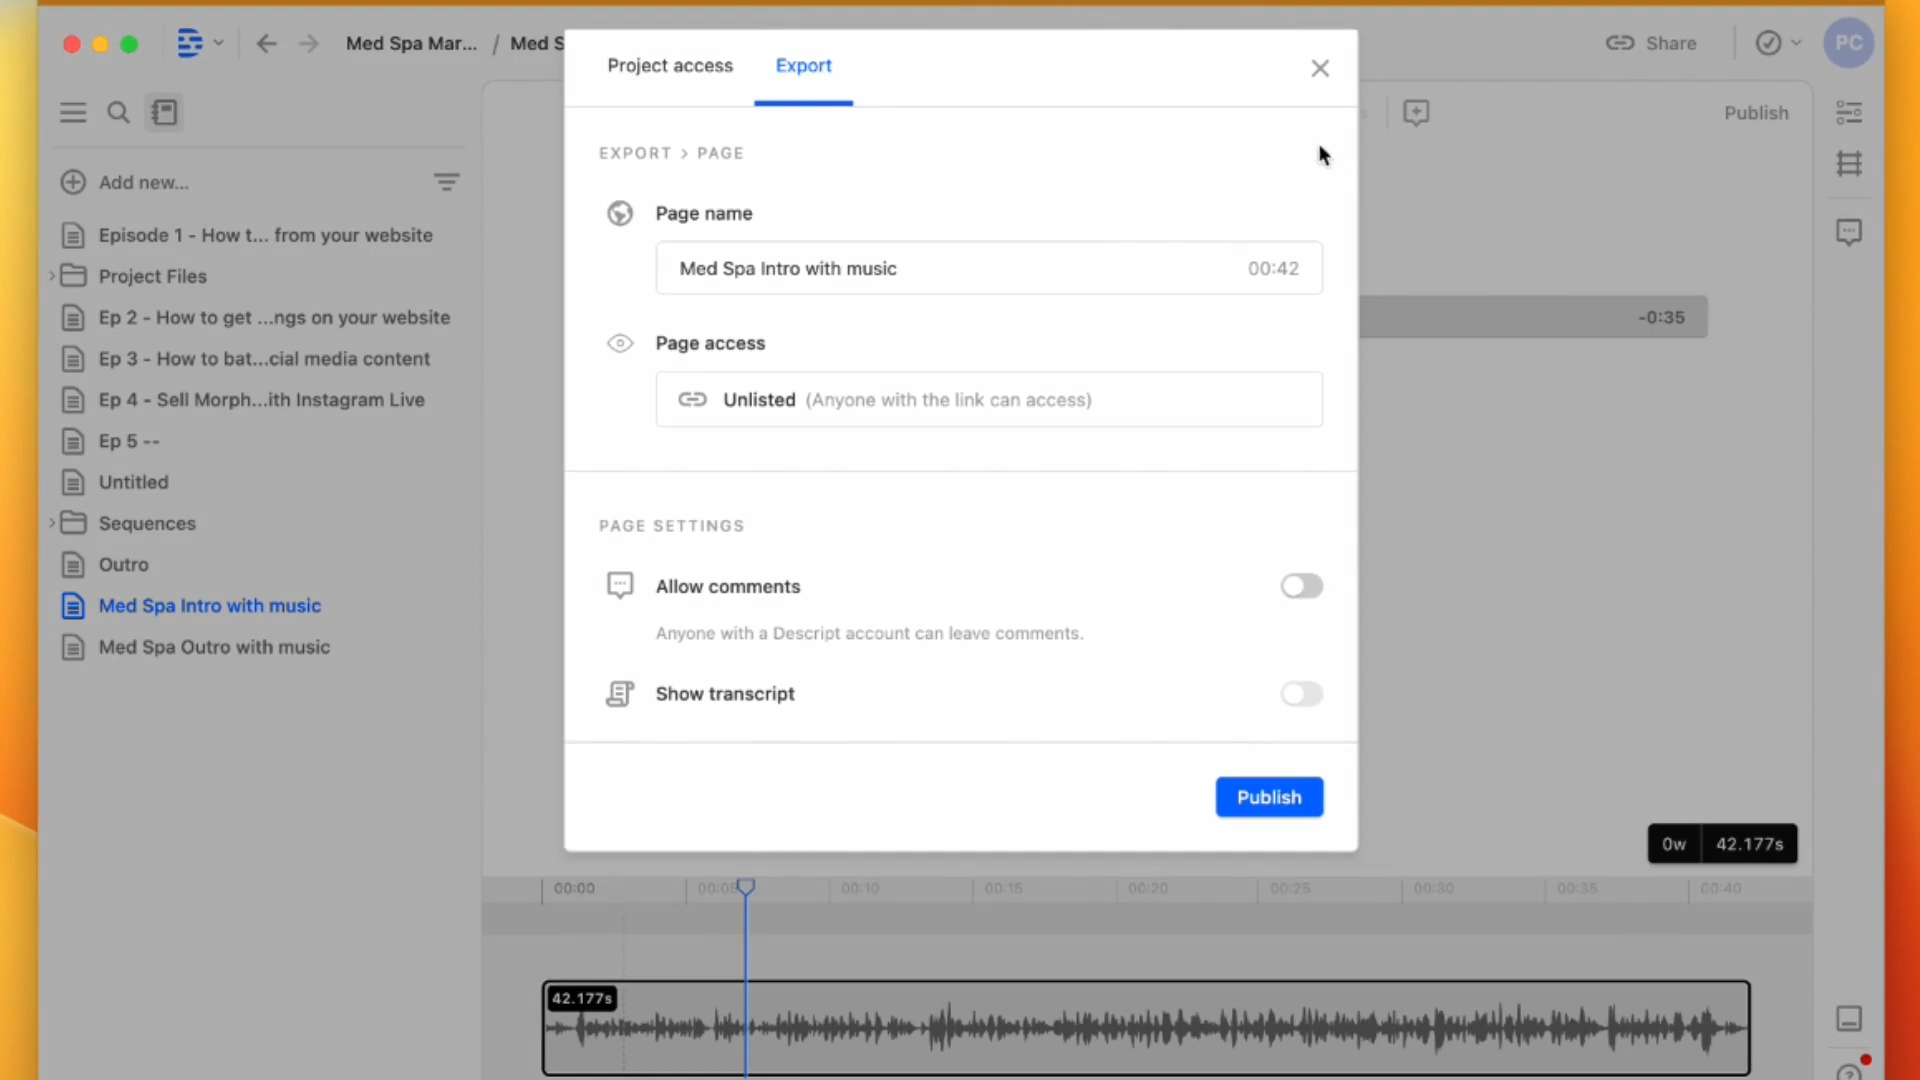 Med Spa Mar... / Med S
Share
PC
Project access
Export
Publish
EXPORT > PAGE
Add new...
Page name
Episode 1 - How t... from your website
Med Spa Intro with music 00:42
Project Files
Ep 2 - How to get ...ngs on your website
-0:35
Page access
Ep 3 - How to bat...cial media content
Unlisted (Anyone with the link can access)
Ep 4 - Sell Morph...ith Instagram Live
Ep 5 --
Untitled
Sequences
PAGE SETTINGS
Outro
Allow comments
Med Spa Intro with music
Anyone with a Descript account can leave comments.
Med Spa Outro with music
Show transcript
Publish
0w 42.177s
00:00 00:05 00:10 00:15 00:20 00:25 00:30 00:35 00:40
42.177s